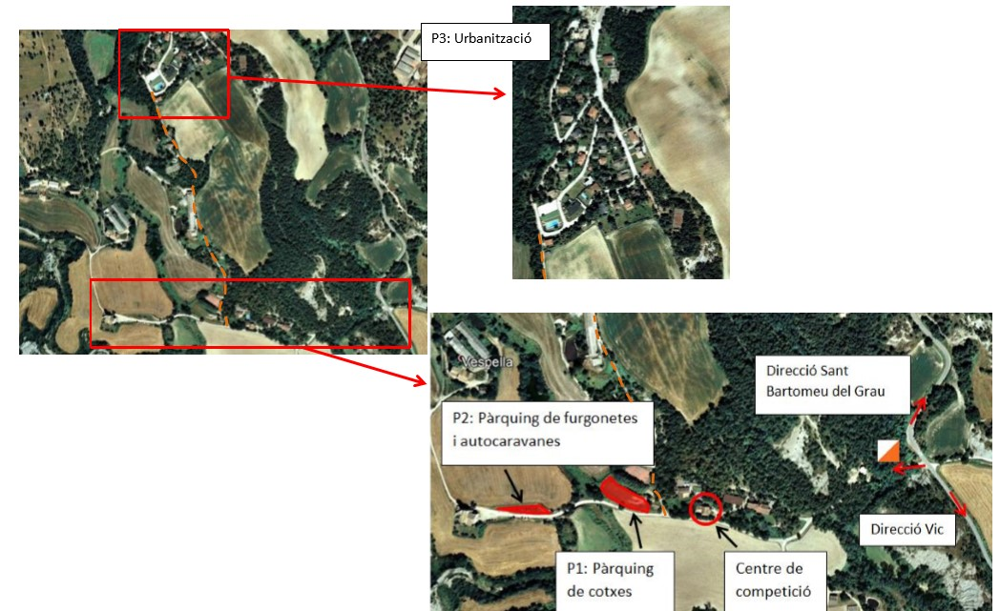 P3: Urbanització
Vespella
Direcció Sant
Bartomeu del Grau
P2: Pàrquing de furgonetes
i autocaravanes
Direcció Vic
P1: Pàrquing
de cotxes
Centre de
competició